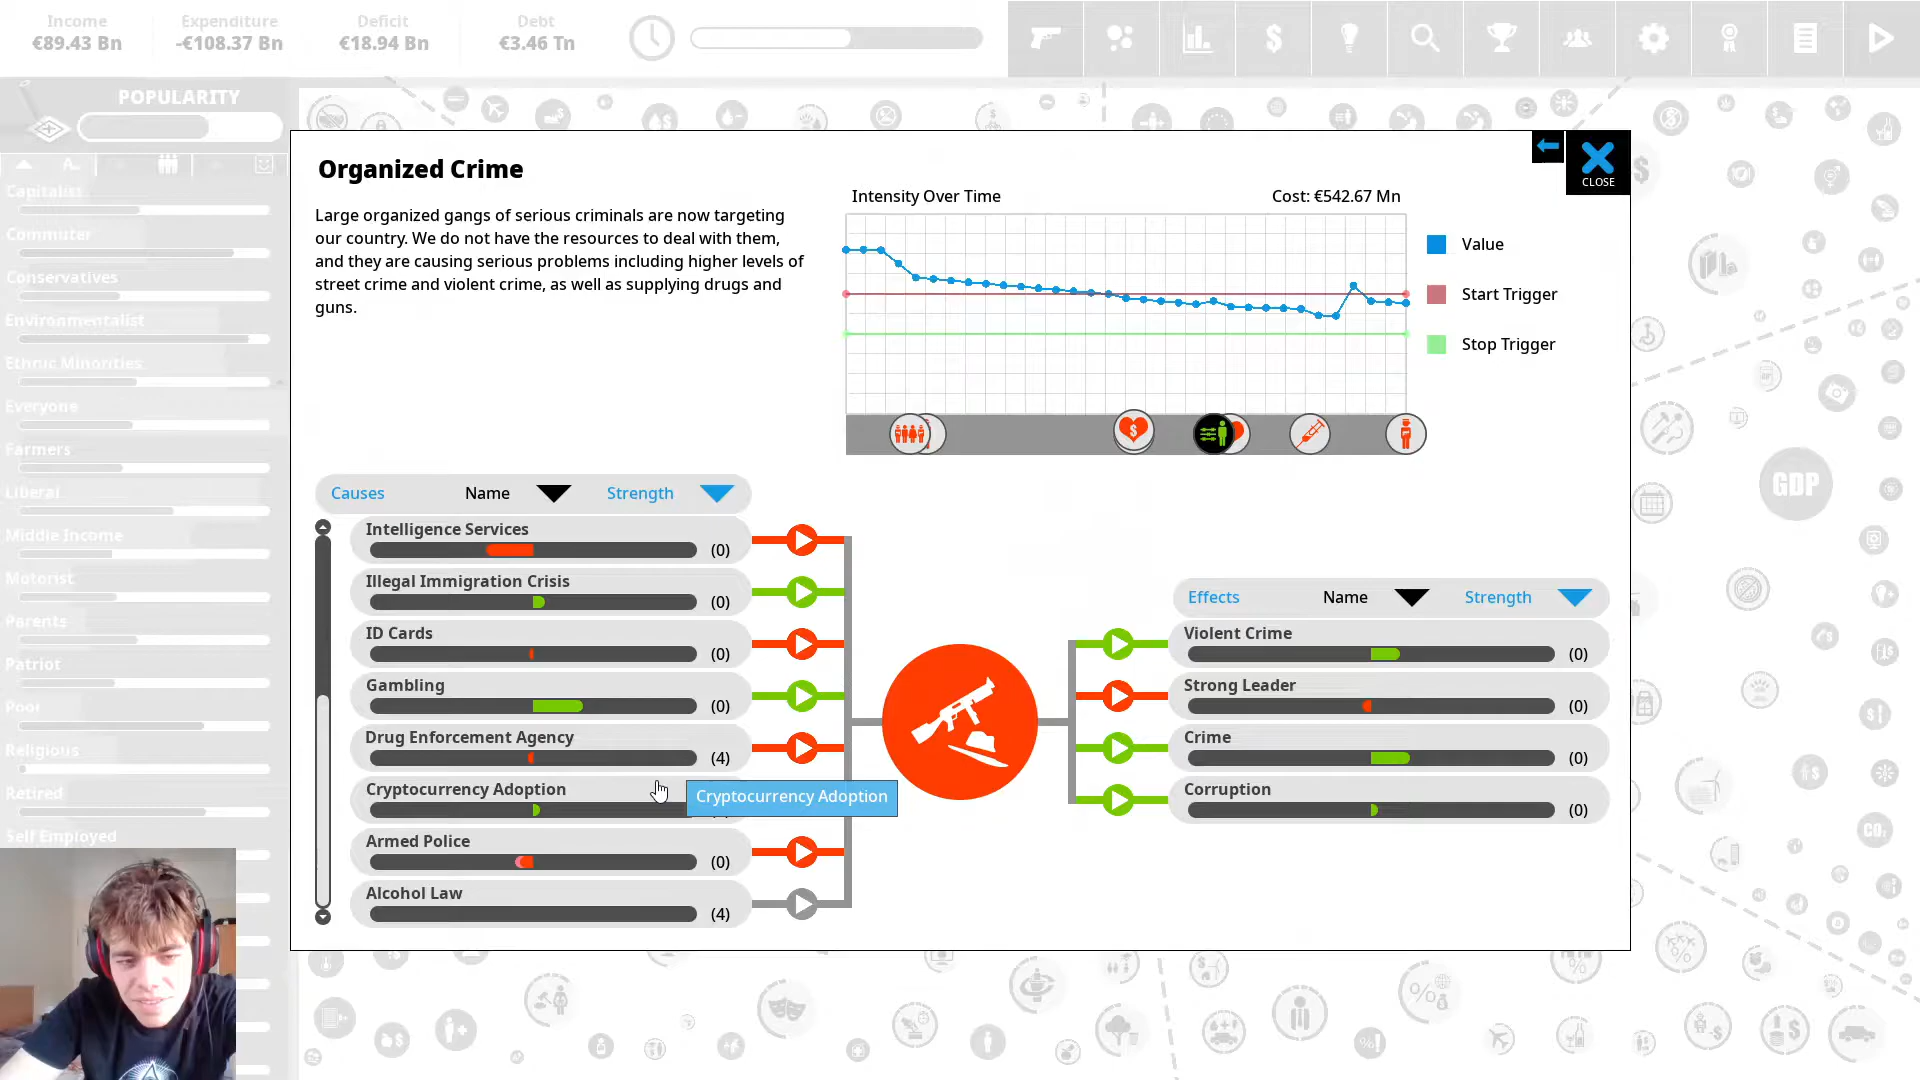 Income
€89.43 Bn
Expenditure
-€108.37 Bn
Deficit
€18.94 Bn
Debt
€3.46 Tn
POPULARITY
Capitalist
Commuter
Conservatives
Environmentalist
Ethnic Minorities
Everyone
Farmers
Liberal
Middle Income
Motorist
Parents
Patriot
Poor
Religious
Retired
Self Employed
Organized Crime
CLOSE
Large organized gangs of serious criminals are now targeting
our country. We do not have the resources to deal with them,
and they are causing serious problems including higher levels of
street crime and violent crime, as well as supplying drugs and
guns.
Intensity Over Time
Cost: €542.67 Mn
Value
Start Trigger
Stop Trigger
Causes Name Strength
Intelligence Services
(0)
Illegal Immigration Crisis
(0)
ID Cards
(0)
Gambling
(0)
Drug Enforcement Agency
(4)
Cryptocurrency Adoption
Cryptocurrency Adoption
Armed Police
(0)
Alcohol Law
(4)
Effects Name Strength
Violent Crime
(0)
Strong Leader
(0)
Crime
(0)
Corruption
(0)
GDP
CO₂